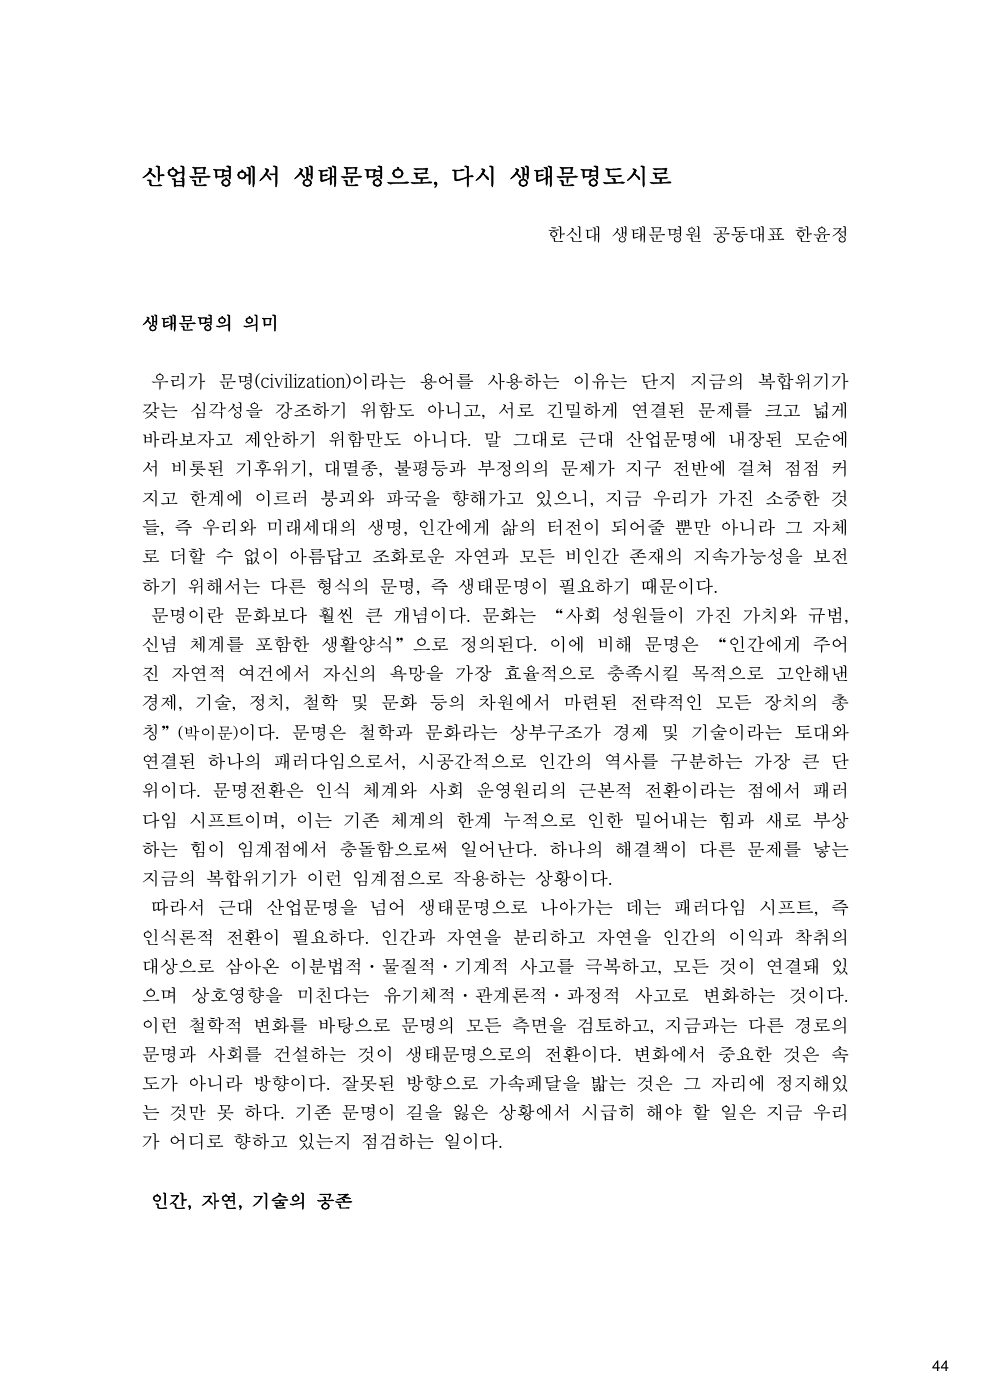 산업문명에서 생태문명으로, 다시 생태문명도시로
한신대 생태문명원 공동대표 한윤정
생태문명의 의미
우리가 문명(civilization)이라는 용어를 사용하는 이유는 단지 지금의 복합위기가
갖는 심각성을 강조하기 위함도 아니고, 서로 긴밀하게 연결된 문제를 크고 넓게
바라보자고 제안하기 위함만도 아니다. 말 그대로 근대 산업문명에 내장된 모순에
서 비롯된 기후위기, 대멸종, 불평등과 부정의의 문제가 지구 전반에 걸쳐 점점 커
지고 한계에 이르러 붕괴와 파국을 향해가고 있으니, 지금 우리가 가진 소중한 것
들, 즉 우리와 미래세대의 생명, 인간에게 삶의 터전이 되어줄 뿐만 아니라 그 자체
로 더할 수 없이 아름답고 조화로운 자연과 모든 비인간 존재의 지속가능성을 보전
하기 위해서는 다른 형식의 문명, 즉 생태문명이 필요하기 때문이다.
문명이란 문화보다 훨씬 큰 개념이다. 문화는 “사회 성원들이 가진 가치와 규범,
신념 체계를 포함한 생활양식”으로 정의된다. 이에 비해 문명은 “인간에게 주어
진 자연적 여건에서 자신의 욕망을 가장 효율적으로 충족시킬 목적으로 고안해낸
경제, 기술, 정치, 철학 및 문화 등의 차원에서 마련된 전략적인 모든 장치의 총
칭”(박이문)이다. 문명은 철학과 문화라는 상부구조가 경제 및 기술이라는 토대와
연결된 하나의 패러다임으로서, 시공간적으로 인간의 역사를 구분하는 가장 큰 단
위이다. 문명전환은 인식 체계와 사회 운영원리의 근본적 전환이라는 점에서 패러
다임 시프트이며, 이는 기존 체계의 한계 누적으로 인한 밀어내는 힘과 새로 부상
하는 힘이 임계점에서 충돌함으로써 일어난다. 하나의 해결책이 다른 문제를 낳는
지금의 복합위기가 이런 임계점으로 작용하는 상황이다.
따라서 근대 산업문명을 넘어 생태문명으로 나아가는 데는 패러다임 시프트, 즉
인식론적 전환이 필요하다. 인간과 자연을 분리하고 자연을 인간의 이익과 착취의
대상으로 삼아온 이분법적·물질적·기계적 사고를 극복하고, 모든 것이 연결돼 있
으며 상호영향을 미친다는 유기체적·관계론적·과정적 사고로 변화하는 것이다.
이런 철학적 변화를 바탕으로 문명의 모든 측면을 검토하고, 지금과는 다른 경로의
문명과 사회를 건설하는 것이 생태문명으로의 전환이다. 변화에서 중요한 것은 속
도가 아니라 방향이다. 잘못된 방향으로 가속페달을 밟는 것은 그 자리에 정지해있
는 것만 못 하다. 기존 문명이 길을 잃은 상황에서 시급히 해야 할 일은 지금 우리
가 어디로 향하고 있는지 점검하는 일이다.
인간, 자연, 기술의 공존
44